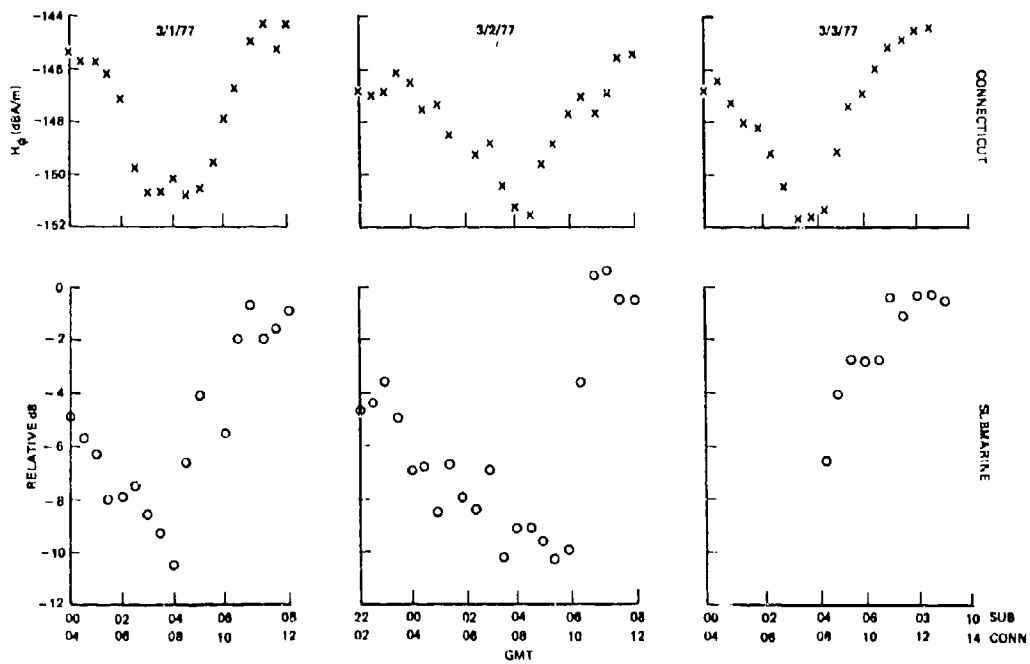 3/1/77
3/2/77
3/3/77
-144
-146
-148
-150
-152
Hφ (dBA/m)
CONNECTICUT
0
-2
-4
-6
-8
-10
-12
RELATIVE dB
SUBMARINE
00 02 04 06 08
04 06 08 10 12
22 00 02 04 06 08
02 04 06 08 10 12
00 02 04 06 08 10 SUB
04 06 08 10 12 14 CONN
GMT